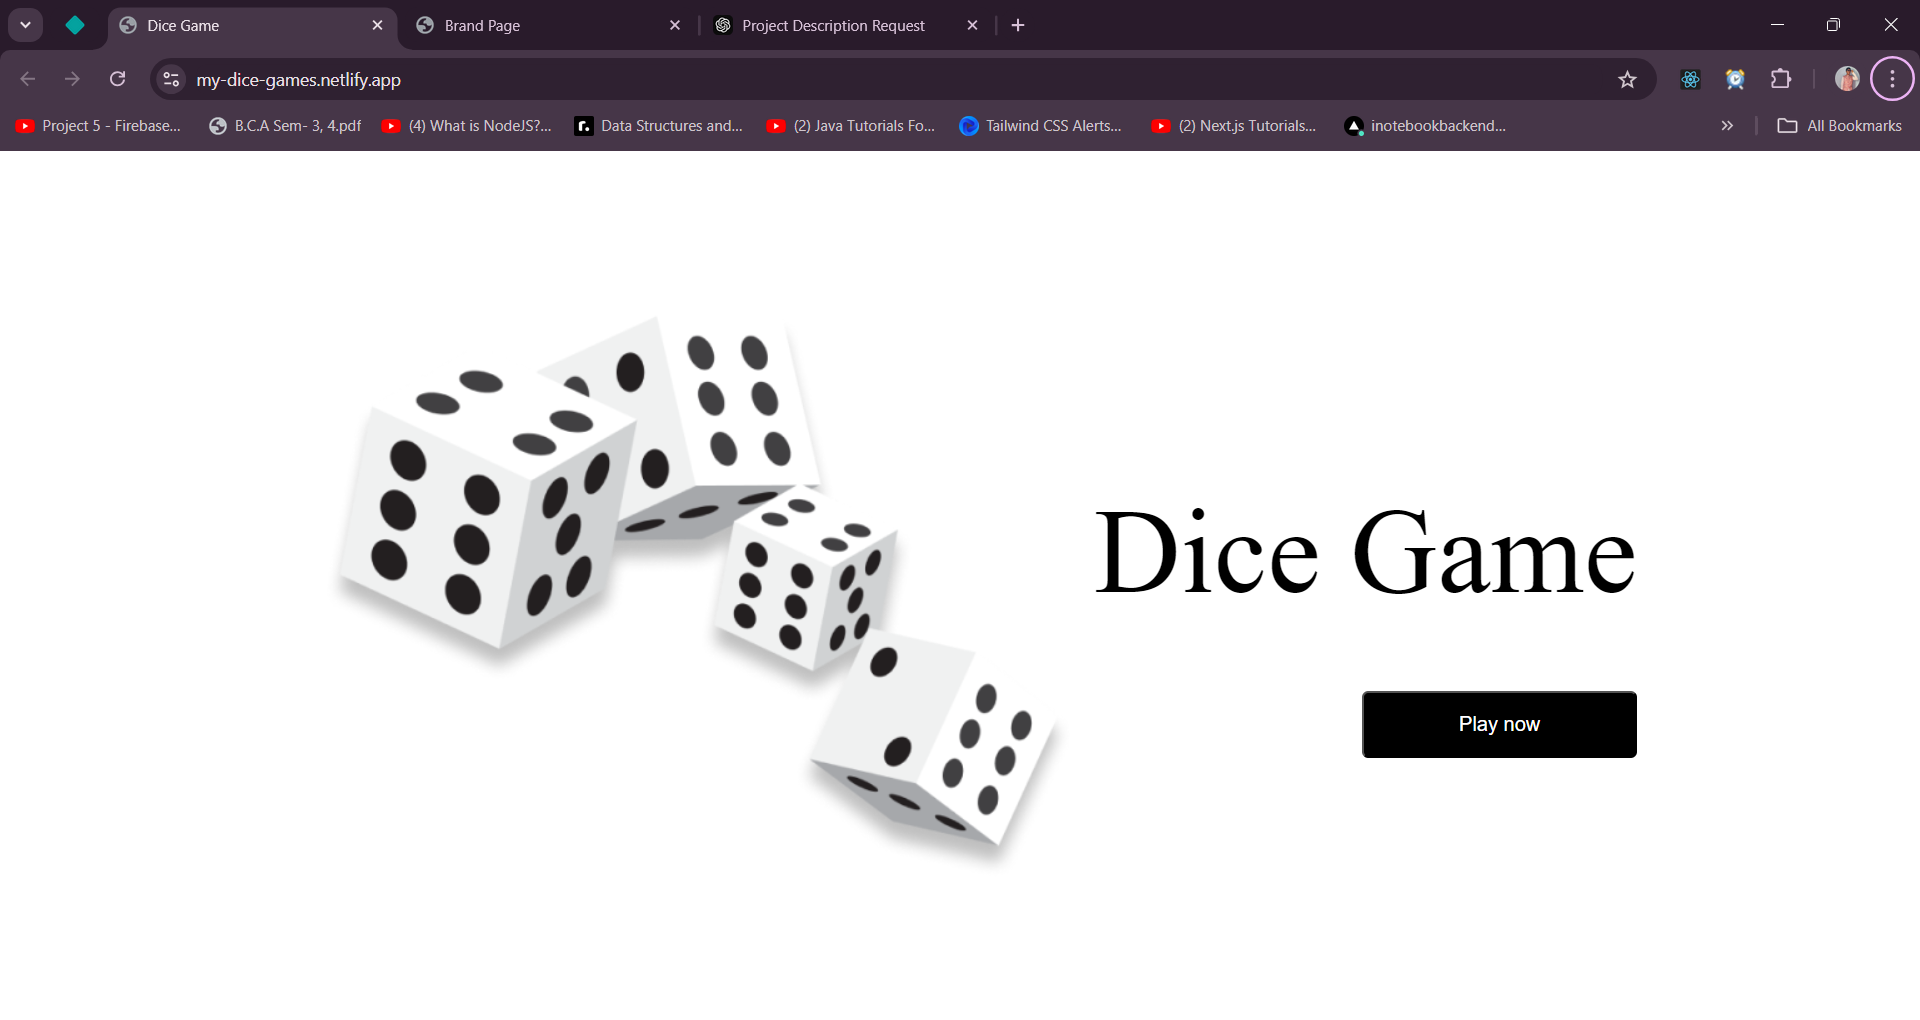 Dice Game
Brand Page
Project Description Request
my-dice-games.netlify.app
Project 5 - Firebase...
B.C.A Sem- 3, 4.pdf
(4) What is NodeJS?...
Data Structures and...
(2) Java Tutorials Fo...
Tailwind CSS Alerts...
(2) Next.js Tutorials...
inotebookbackend...
All Bookmarks
Dice Game
Play now